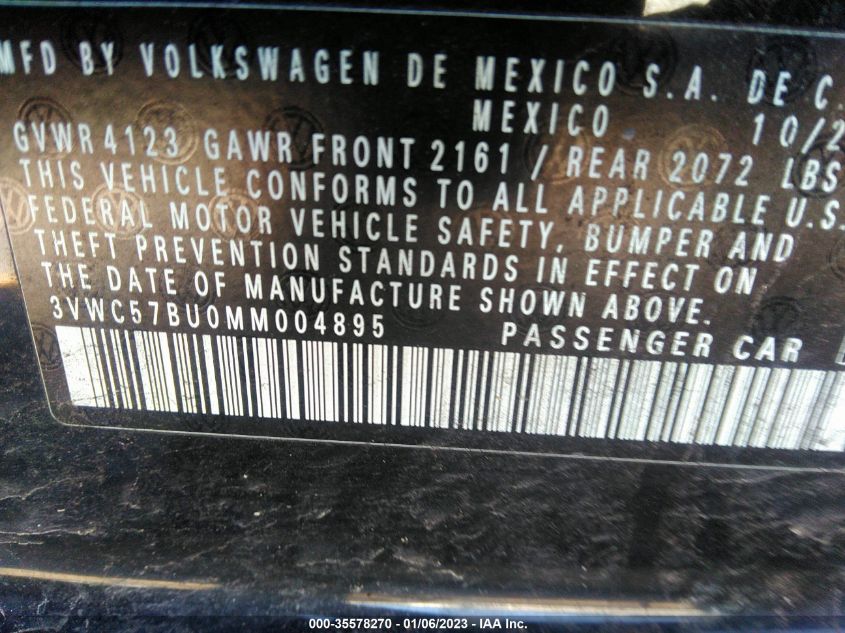 MFD BY VOLKSWAGEN DE MEXICO S.A. DE C.
MEXICO 10/2
GVWR 4123 GAWR FRONT 2161 / REAR 2072 LBS
THIS VEHICLE CONFORMS TO ALL APPLICABLE U.S.
FEDERAL MOTOR VEHICLE SAFETY, BUMPER AND
THEFT PREVENTION STANDARDS IN EFFECT ON
THE DATE OF MANUFACTURE SHOWN ABOVE.
3VWC57BU0MM004895 PASSENGER CAR
000-35578270 - 01/06/2023 - IAA Inc.